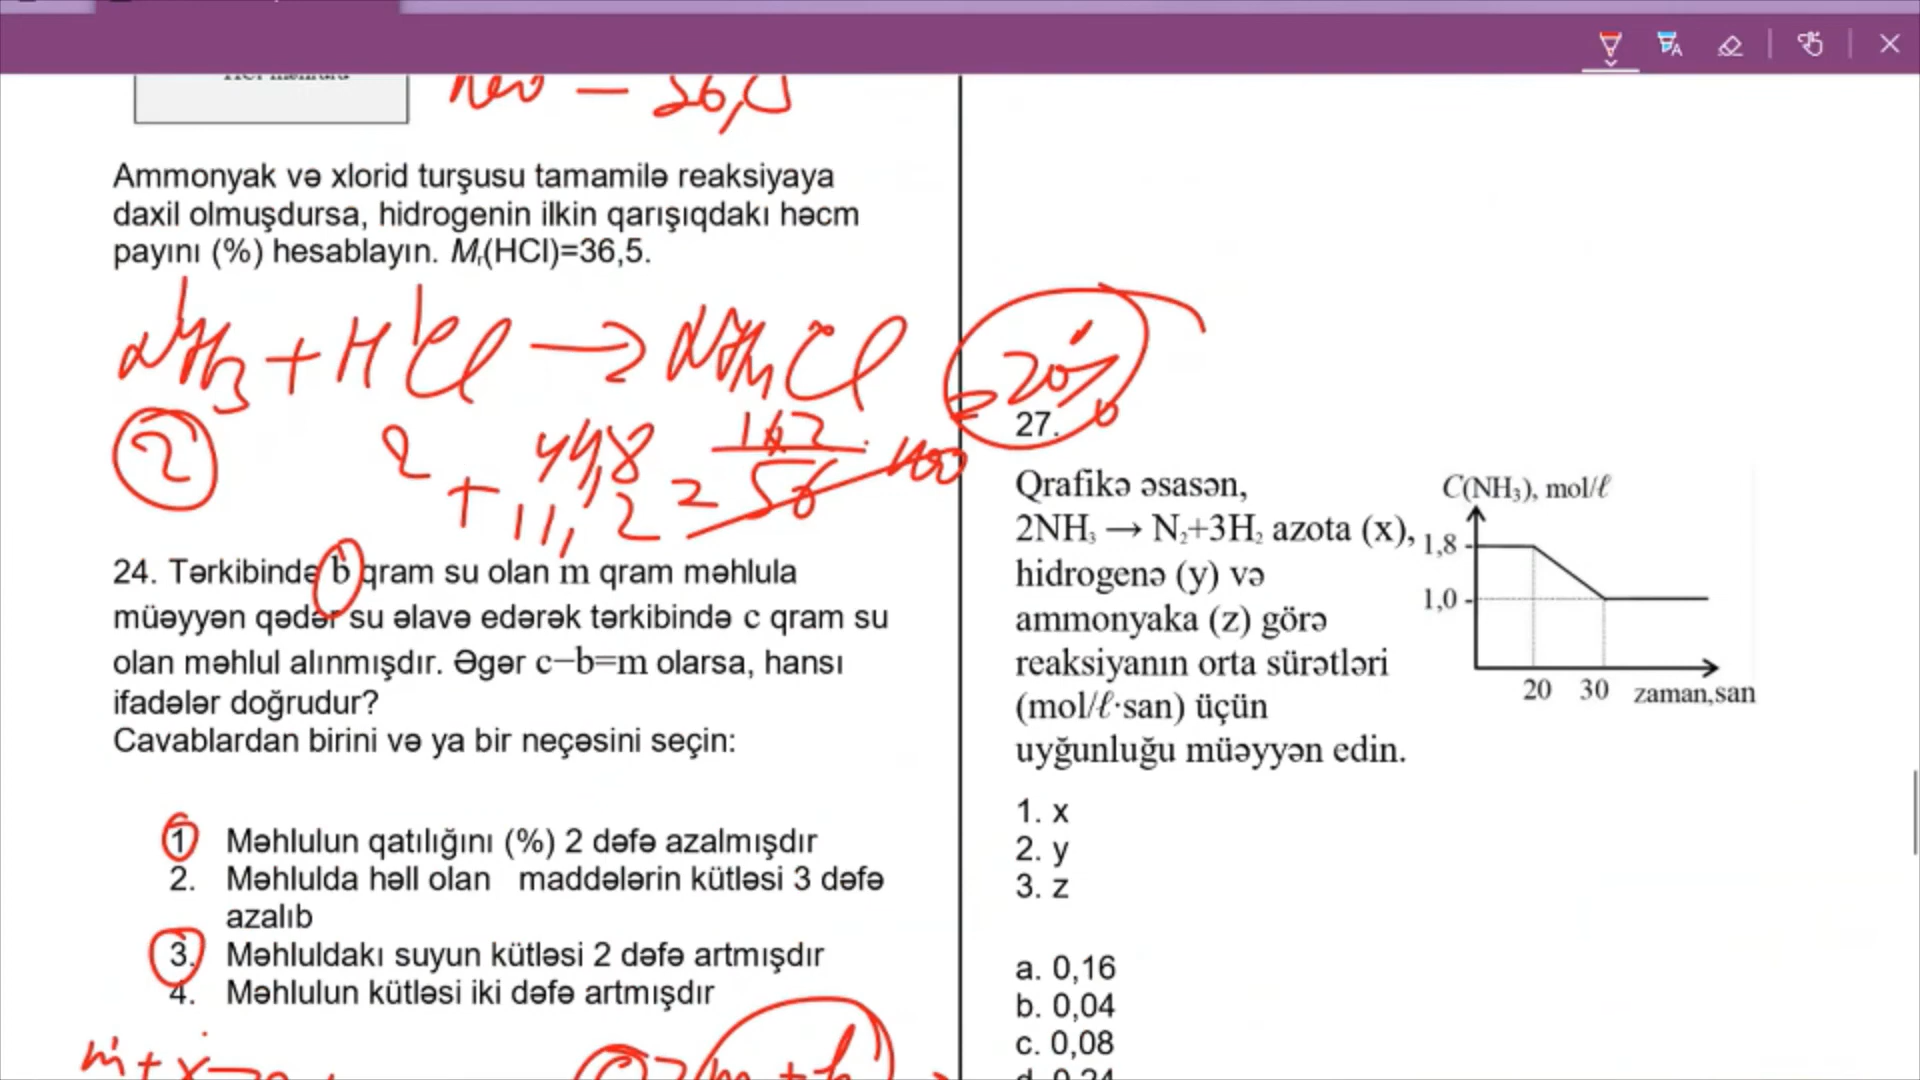 Ammonyak və xlorid turşusu tamamilə reaksiyaya
daxil olmuşdursa, hidrogenin ilkin qarışıqdakı həcm
payını (%) hesablayın. Mᵣ(HCl)=36,5.
NH₃ + HCl → NH₄Cl
2
2
44,8
+ 11,2
112
56
100
= 20%
24. Tərkibində b qram su olan m qram məhlula
müəyyən qədər su əlavə edərək tərkibində c qram su
olan məhlul alınmışdır. Əgər c−b=m olarsa, hansı
ifadələr doğrudur?
Cavablardan birini və ya bir neçəsini seçin:
1 Məhlulun qatılığını (%) 2 dəfə azalmışdır
2. Məhlulda həll olan maddələrin kütləsi 3 dəfə
azalıb
3. Məhluldakı suyun kütləsi 2 dəfə artmışdır
4. Məhlulun kütləsi iki dəfə artmışdır
27.
Qrafikə əsasən,
2NH₃ → N₂+3H₂ azota (x),
hidrogenə (y) və
ammonyaka (z) görə
reaksiyanın orta sürətləri
(mol/ℓ·san) üçün
uyğunluğu müəyyən edin.
C(NH₃), mol/ℓ
1,8
1,0
20 30 zaman,san
1. x
2. y
3. z
a. 0,16
b. 0,04
c. 0,08
d. 0,24